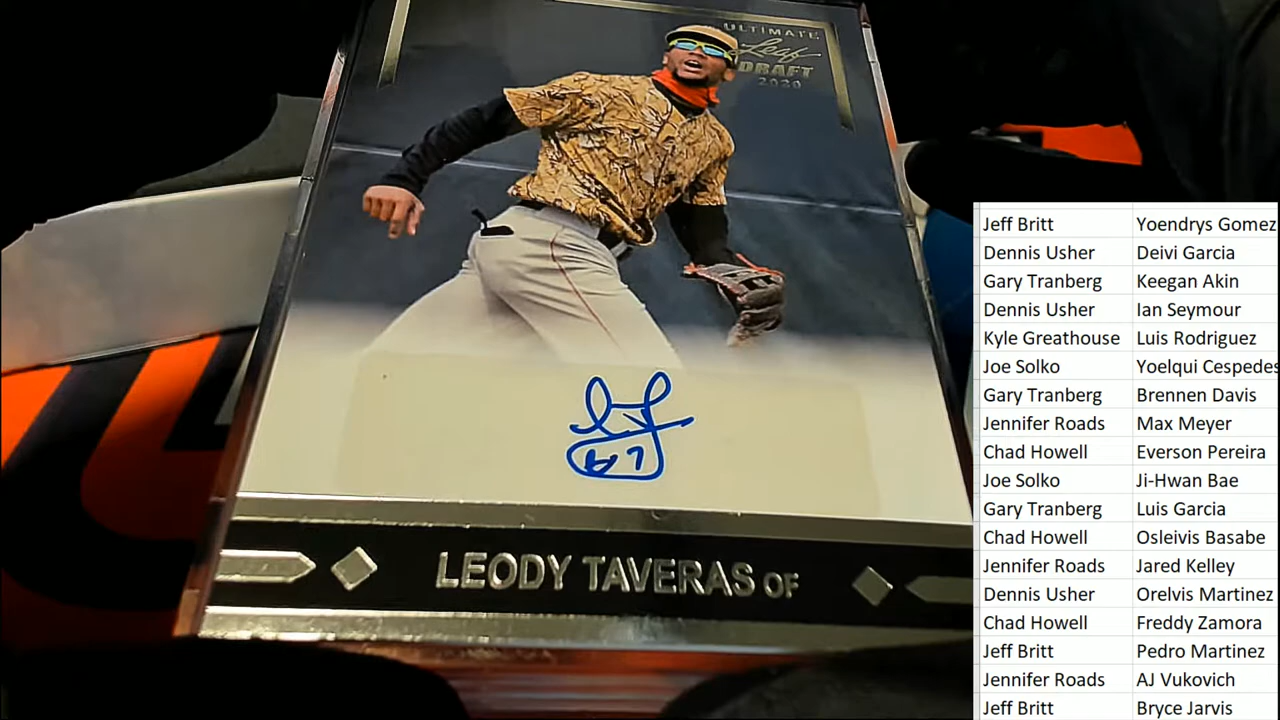 ULTIMATE
Leaf
DRAFT
2020
LEODY TAVERAS OF
Jeff Britt Yoendrys Gomez
Dennis Usher Deivi Garcia
Gary Tranberg Keegan Akin
Dennis Usher Ian Seymour
Kyle Greathouse Luis Rodriguez
Joe Solko Yoelqui Cespedes
Gary Tranberg Brennen Davis
Jennifer Roads Max Meyer
Chad Howell Everson Pereira
Joe Solko Ji-Hwan Bae
Gary Tranberg Luis Garcia
Chad Howell Osleivis Basabe
Jennifer Roads Jared Kelley
Dennis Usher Orelvis Martinez
Chad Howell Freddy Zamora
Jeff Britt Pedro Martinez
Jennifer Roads AJ Vukovich
Jeff Britt Bryce Jarvis